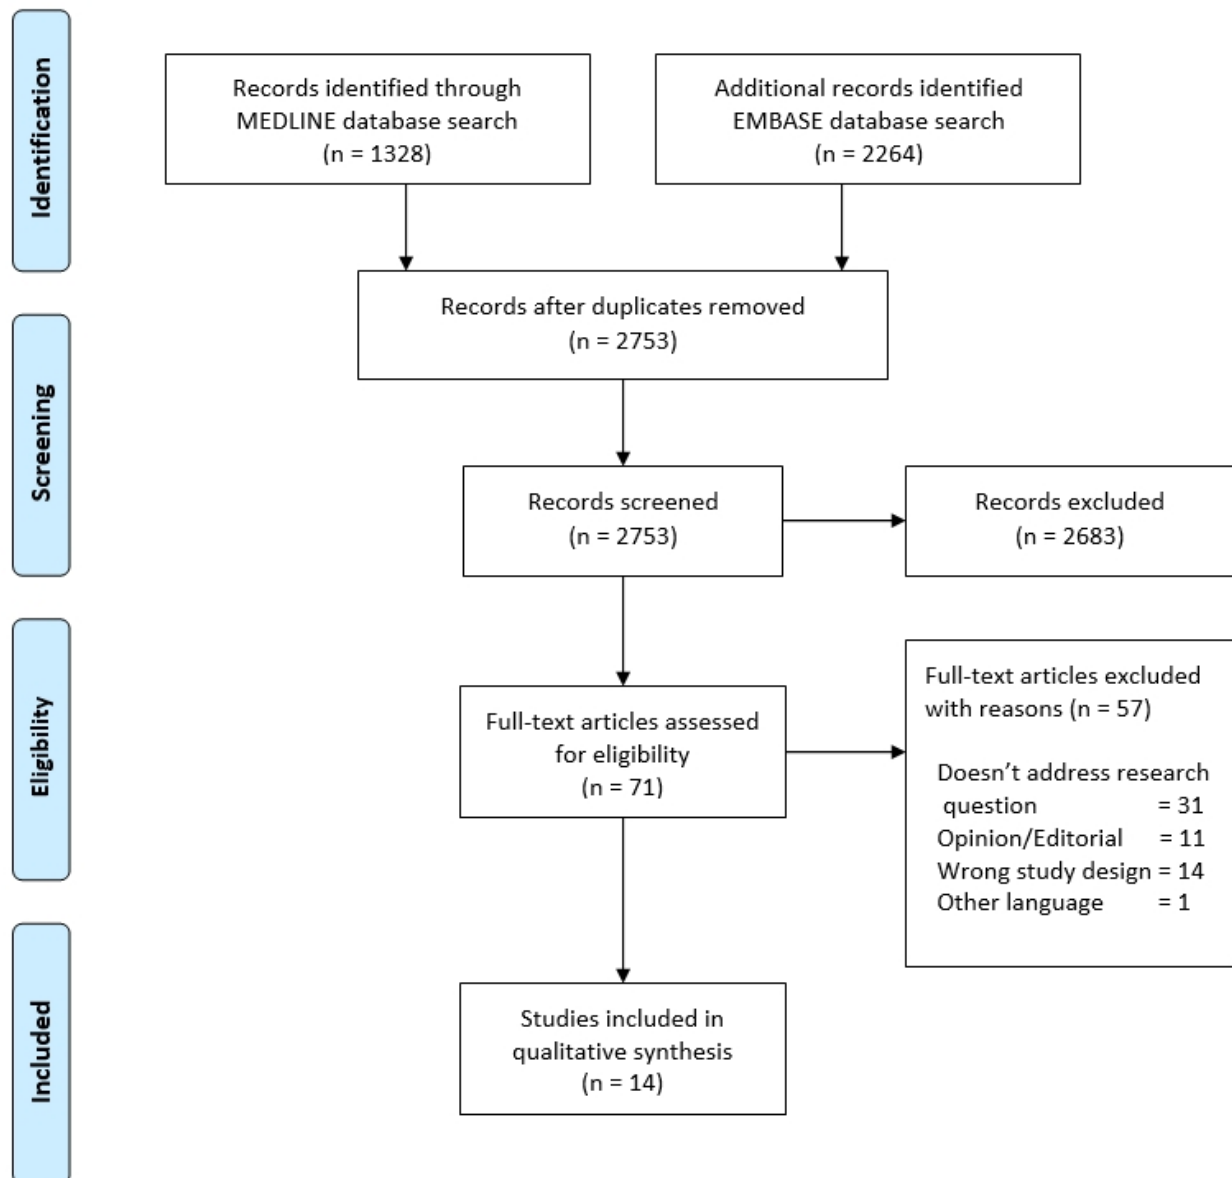 Identification
Records identified through
MEDLINE database search
(n = 1328)
Additional records identified
EMBASE database search
(n = 2264)
Records after duplicates removed
(n = 2753)
Screening
Records screened
(n = 2753)
Records excluded
(n = 2683)
Eligibility
Full-text articles assessed
for eligibility
(n = 71)
Full-text articles excluded
with reasons (n = 57)
Doesn't address research
question = 31
Opinion/Editorial = 11
Wrong study design = 14
Other language = 1
Included
Studies included in
qualitative synthesis
(n = 14)